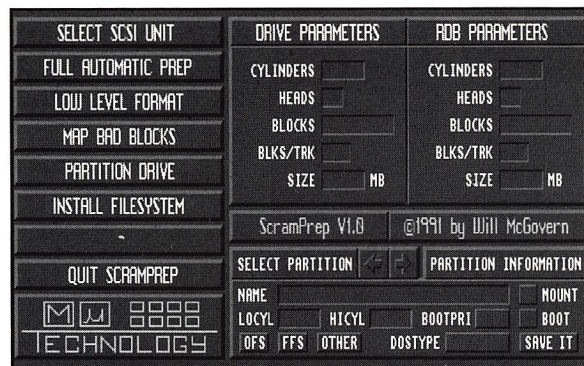 SELECT SCSI UNIT
FULL AUTOMATIC PREP
LOW LEVEL FORMAT
MAP BAD BLOCKS
PARTITION DRIVE
INSTALL FILESYSTEM
-
QUIT SCRAMPREP
Mμ
TECHNOLOGY
DRIVE PARAMETERS
CYLINDERS
HEADS
BLOCKS
BLKS/TRK
SIZE MB
RDB PARAMETERS
CYLINDERS
HEADS
BLOCKS
BLKS/TRK
SIZE MB
ScramPrep V1.0
©1991 by Will McGovern
SELECT PARTITION
PARTITION INFORMATION
NAME MOUNT
LOCYL HICYL BOOTPRI BOOT
OFS FFS OTHER DOSTYPE SAVE IT